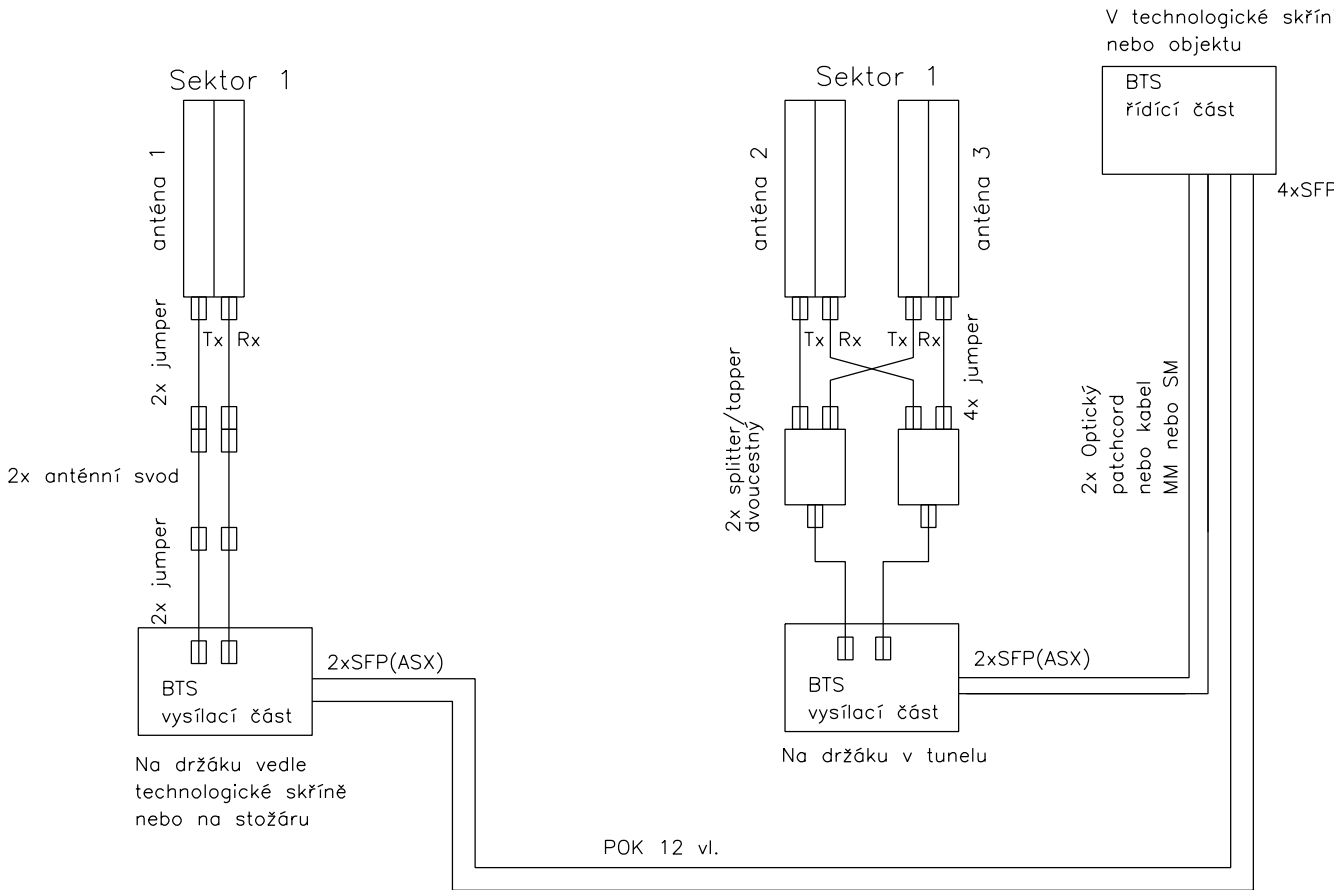 V technologické skřín
nebo objektu
Sektor 1
Sektor 1
BTS
řídící část
4xSFP
anténa 1
anténa 2
anténa 3
2x jumper
Tx Rx
Tx Rx
Tx Rx
4x jumper
2x splitter/tapper
dvoucestný
2x Optický
patchcord
nebo kabel
MM nebo SM
2x anténní svod
2x jumper
2xSFP(ASX)
BTS
vysílací část
2xSFP(ASX)
BTS
vysílací část
Na držáku vedle
technologické skříně
nebo na stožáru
Na držáku v tunelu
POK 12 vl.